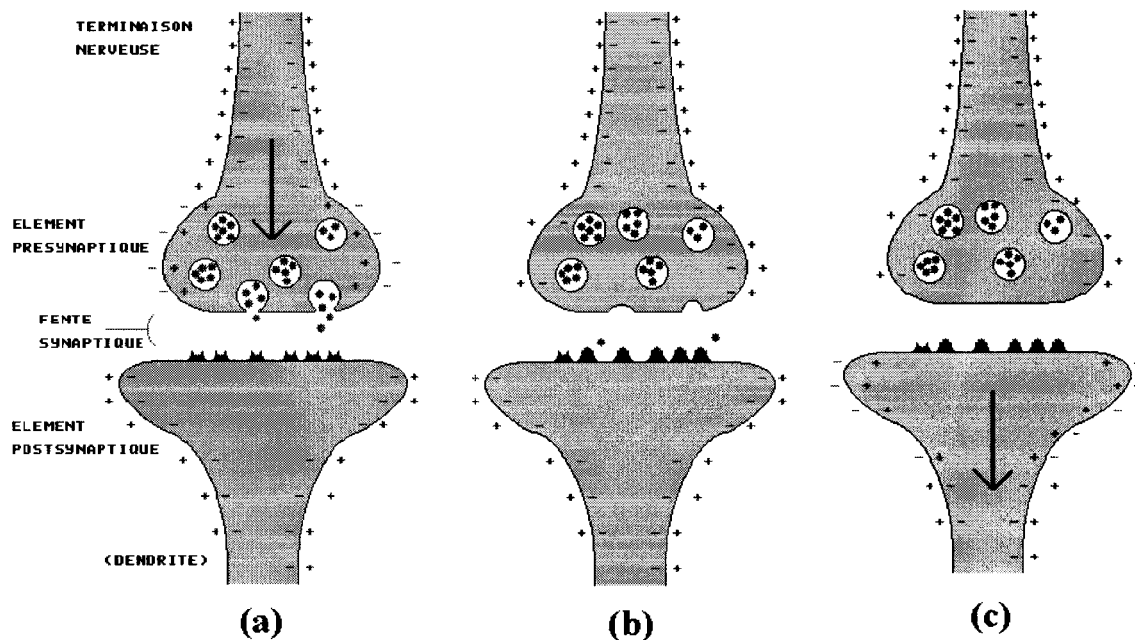 TERMINAISON
NERVEUSE
ELEMENT
PRESYNAPTIQUE
FENTE
SYNAPTIQUE
ELEMENT
POSTSYNAPTIQUE
(DENDRITE)
(a)
(b)
(c)